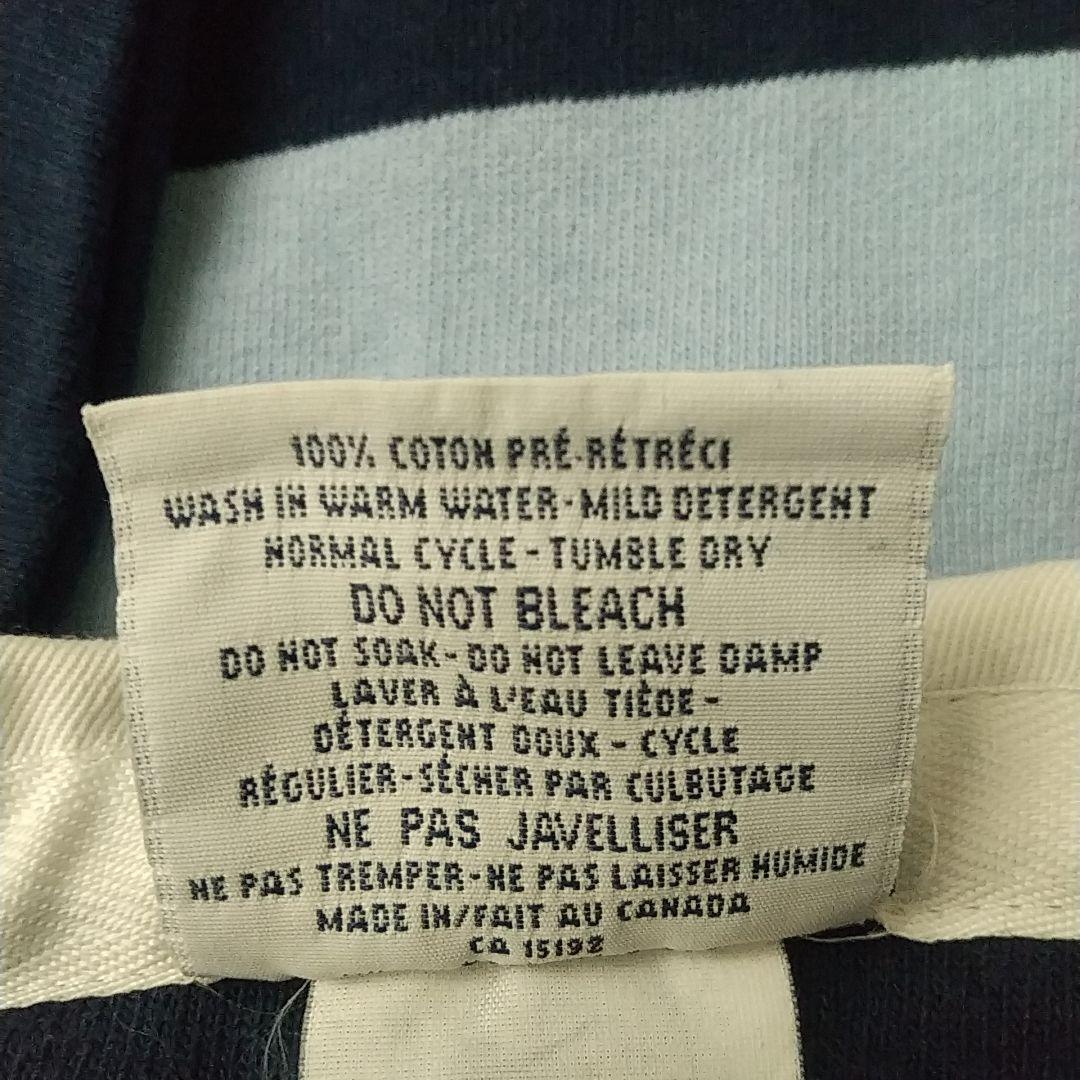 100% COTON PRÉ-RÉTRÉCI
WASH IN WARM WATER-MILD DETERGENT
NORMAL CYCLE - TUMBLE DRY
DO NOT BLEACH
DO NOT SOAK-DO NOT LEAVE DAMP
LAVER À L'EAU TIÈDE -
DÉTERGENT DOUX - CYCLE
RÉGULIER-SÉCHER PAR CULBUTAGE
NE PAS JAVELLISER
NE PAS TREMPER-NE PAS LAISSER HUMIDE
MADE IN/FAIT AU CANADA
CA 15192